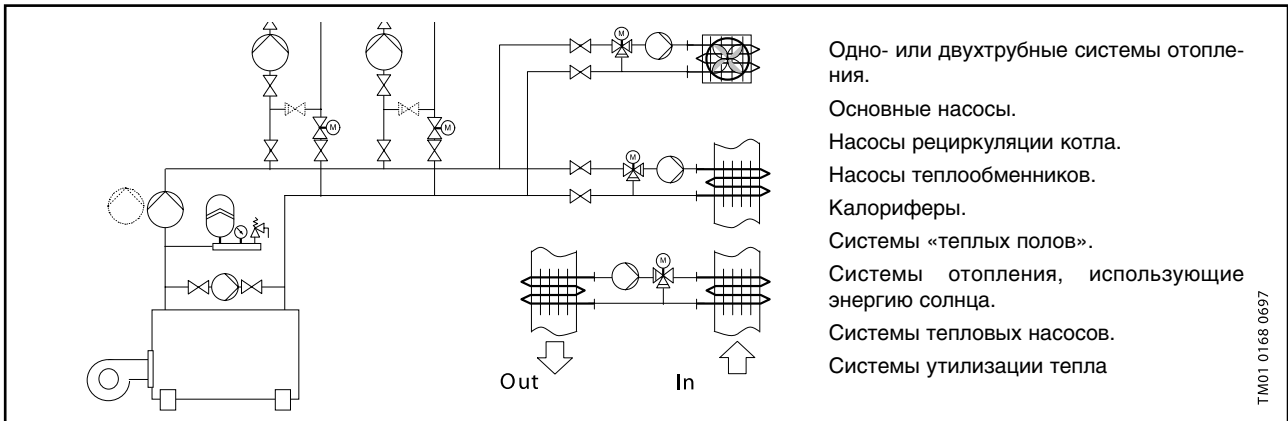 M
M
M
M
M
Out
In
Одно- или двухтрубные системы отопле-
ния.
Основные насосы.
Насосы рециркуляции котла.
Насосы теплообменников.
Калориферы.
Системы «теплых полов».
Системы отопления, использующие
энергию солнца.
Системы тепловых насосов.
Системы утилизации тепла
TM01 0168 0697